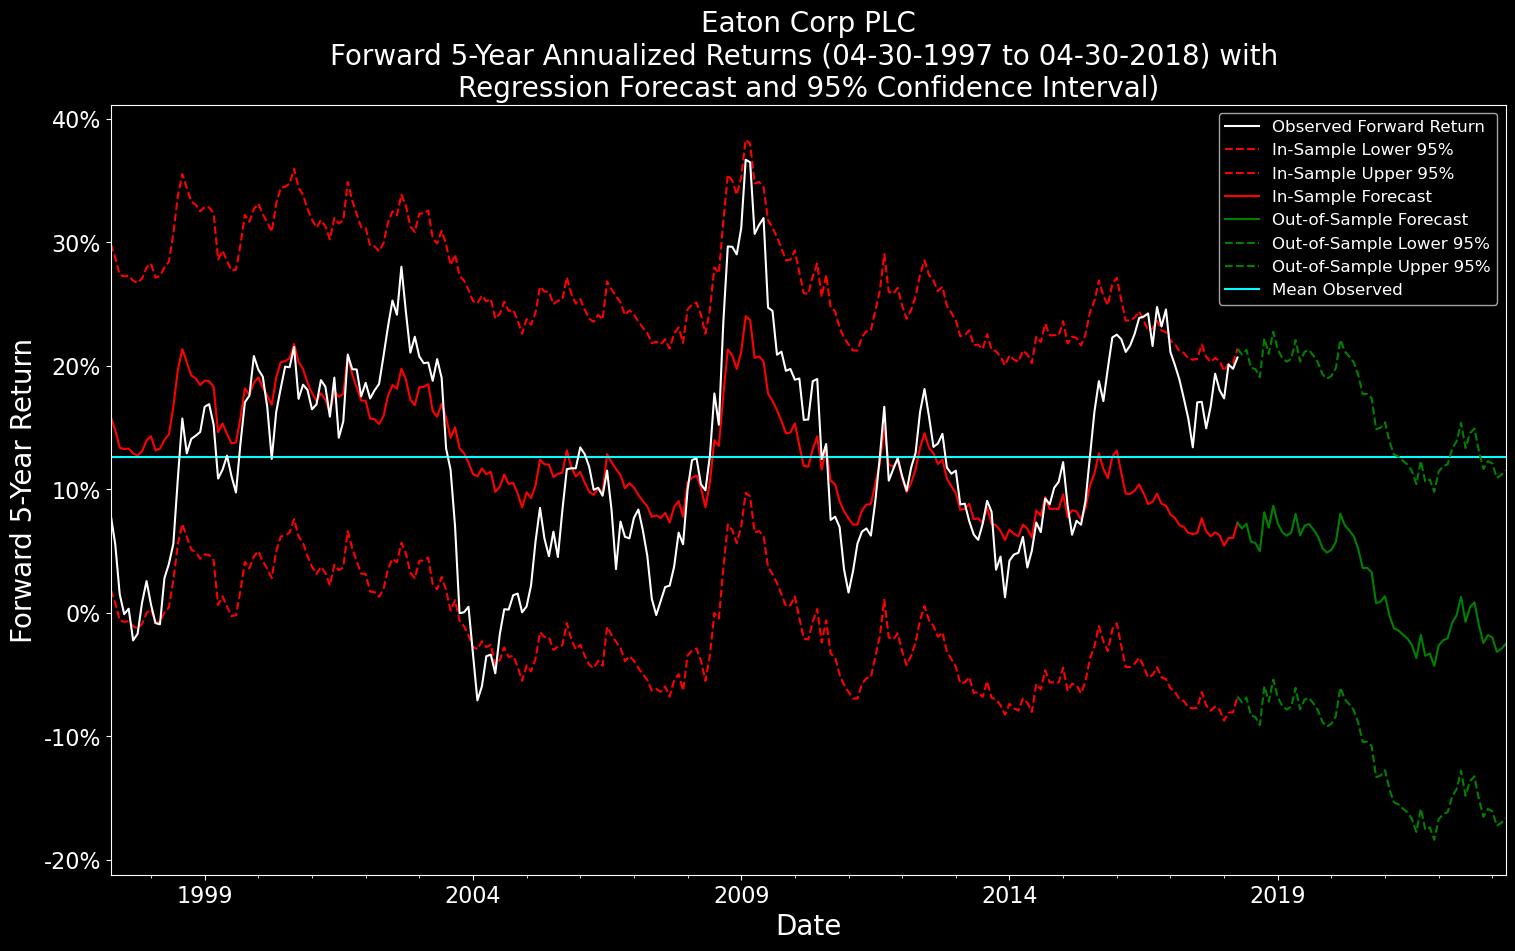 Eaton Corp PLC
Forward 5-Year Annualized Returns (04-30-1997 to 04-30-2018) with
Regression Forecast and 95% Confidence Interval)
40%
30%
20%
10%
0%
-10%
-20%
Forward 5-Year Return
Observed Forward Return
In-Sample Lower 95%
In-Sample Upper 95%
In-Sample Forecast
Out-of-Sample Forecast
Out-of-Sample Lower 95%
Out-of-Sample Upper 95%
Mean Observed
1999
2004
2009
2014
2019
Date